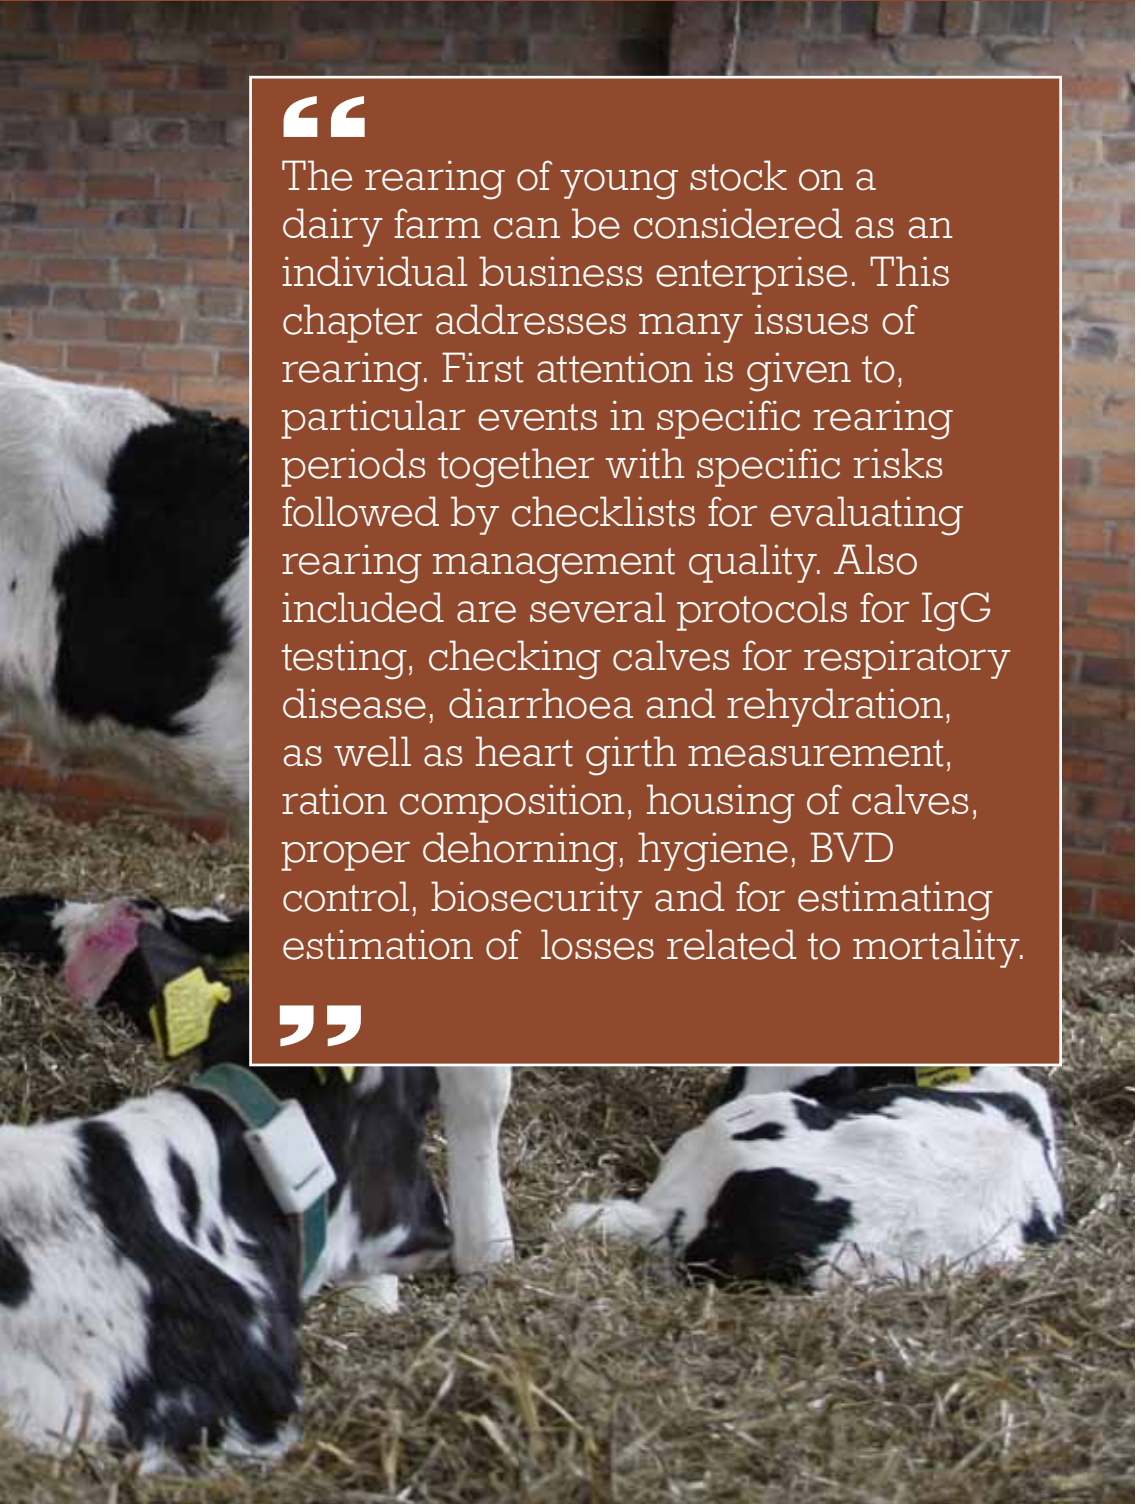 “
The rearing of young stock on a
dairy farm can be considered as an
individual business enterprise. This
chapter addresses many issues of
rearing. First attention is given to,
particular events in specific rearing
periods together with specific risks
followed by checklists for evaluating
rearing management quality. Also
included are several protocols for IgG
testing, checking calves for respiratory
disease, diarrhoea and rehydration,
as well as heart girth measurement,
ration composition, housing of calves,
proper dehorning, hygiene, BVD
control, biosecurity and for estimating
estimation of  losses related to mortality.
”